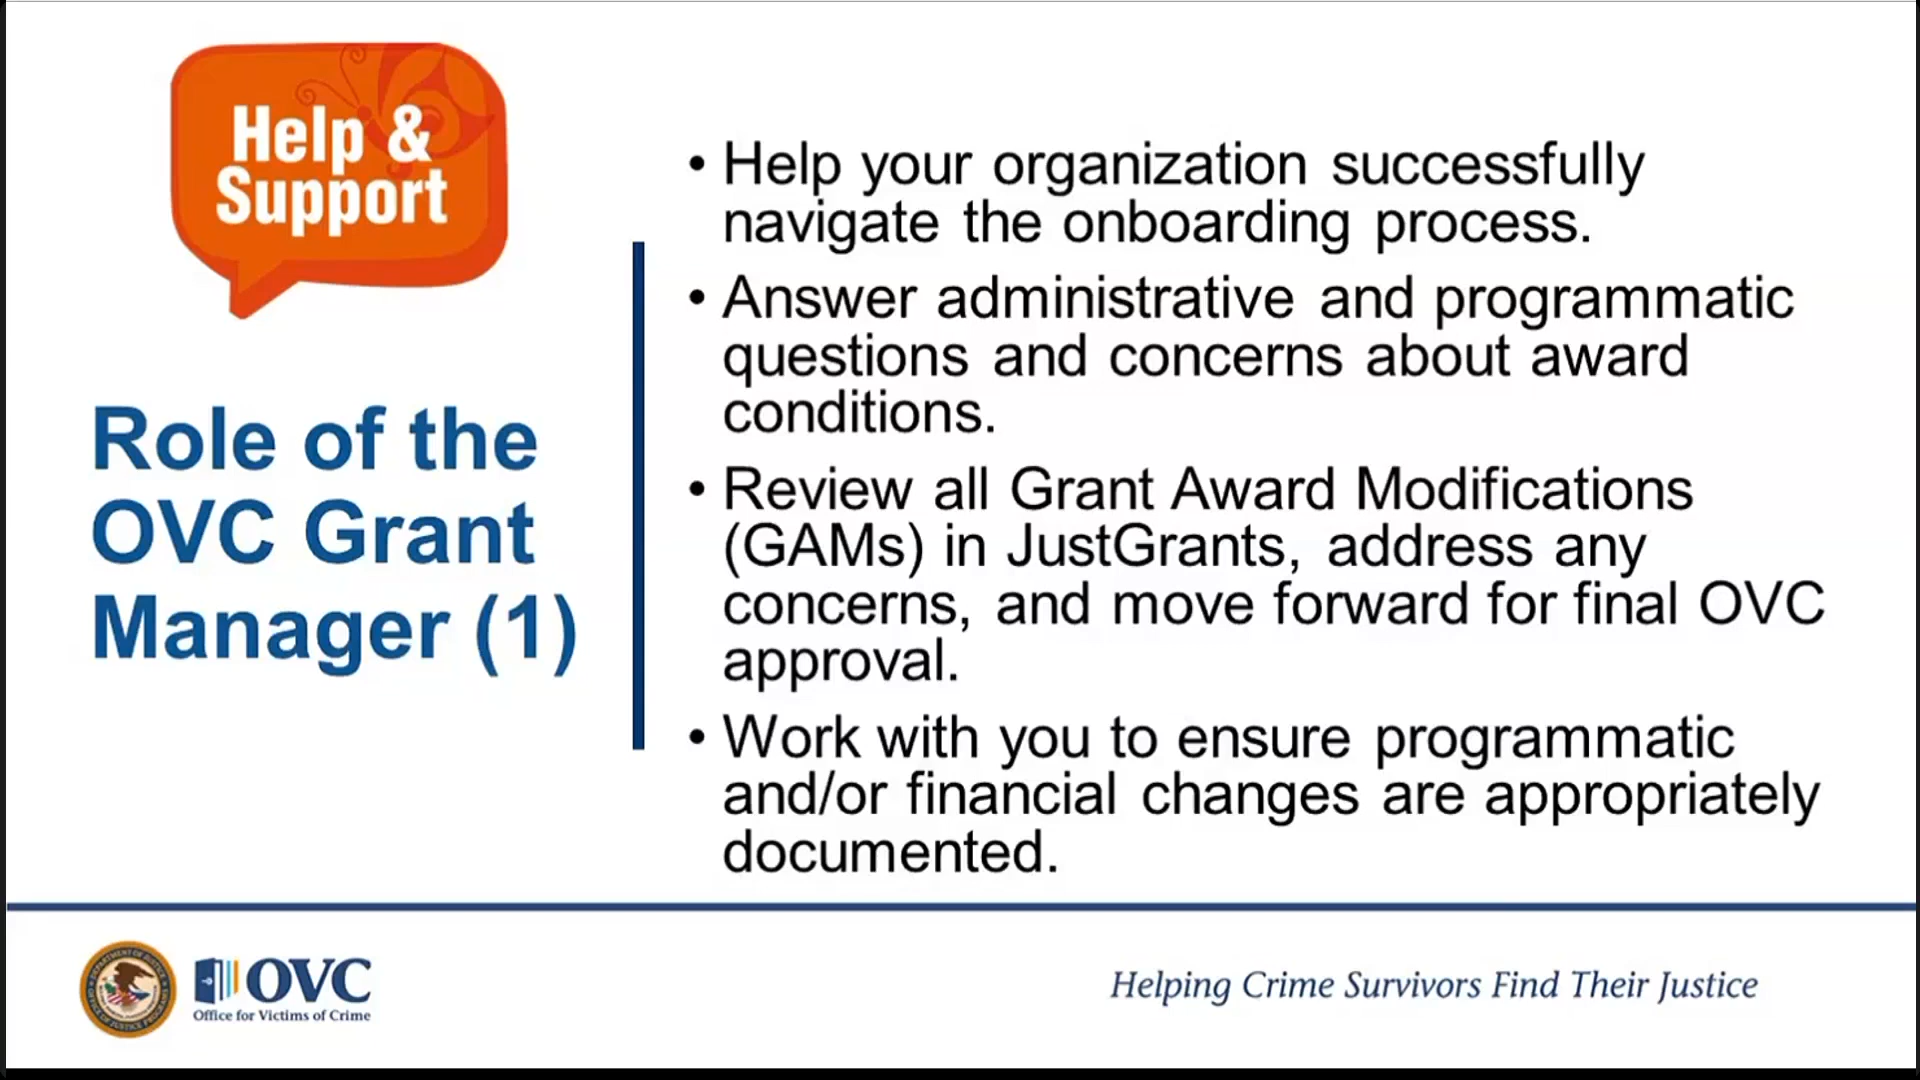 Help &
Support
Role of the
OVC Grant
Manager (1)
• Help your organization successfully
navigate the onboarding process.
• Answer administrative and programmatic
questions and concerns about award
conditions.
• Review all Grant Award Modifications
(GAMs) in JustGrants, address any
concerns, and move forward for final OVC
approval.
• Work with you to ensure programmatic
and/or financial changes are appropriately
documented.
OVC
Office for Victims of Crime
Helping Crime Survivors Find Their Justice